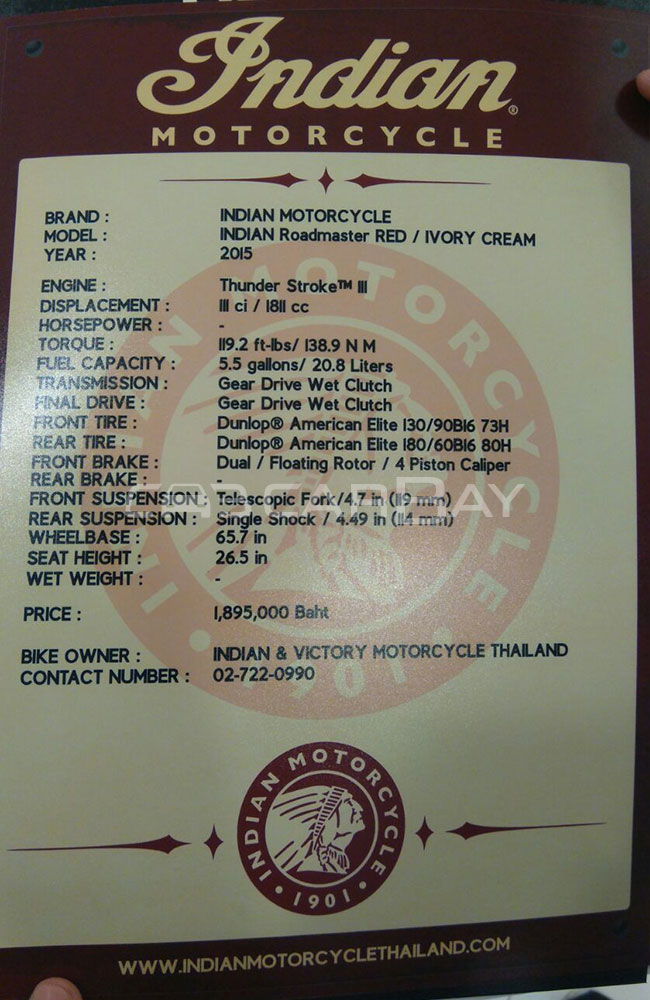 Indian®
MOTORCYCLE
BRAND : INDIAN MOTORCYCLE
MODEL : INDIAN Roadmaster RED / IVORY CREAM
YEAR : 2015
ENGINE : Thunder Stroke™ 111
DISPLACEMENT : 111 ci / 1811 cc
HORSEPOWER : -
TORQUE : 119.2 ft-lbs/ 138.9 N M
FUEL CAPACITY : 5.5 gallons/ 20.8 Liters
TRANSMISSION : Gear Drive Wet Clutch
FINAL DRIVE : Gear Drive Wet Clutch
FRONT TIRE : Dunlop® American Elite 130/90B16 73H
REAR TIRE : Dunlop® American Elite 180/60B16 80H
FRONT BRAKE : Dual / Floating Rotor / 4 Piston Caliper
REAR BRAKE : -
FRONT SUSPENSION : Telescopic Fork/4.7 in (119 mm)
REAR SUSPENSION : Single Shock / 4.49 in (114 mm)
WHEELBASE : 65.7 in
SEAT HEIGHT : 26.5 in
WET WEIGHT : -
PRICE : 1,895,000 Baht
BIKE OWNER : INDIAN & VICTORY MOTORCYCLE THAILAND
CONTACT NUMBER : 02-722-0990
INDIAN MOTORCYCLE
1901
INDIAN MOTORCYCLE
1901
WWW.INDIANMOTORCYCLETHAILAND.COM